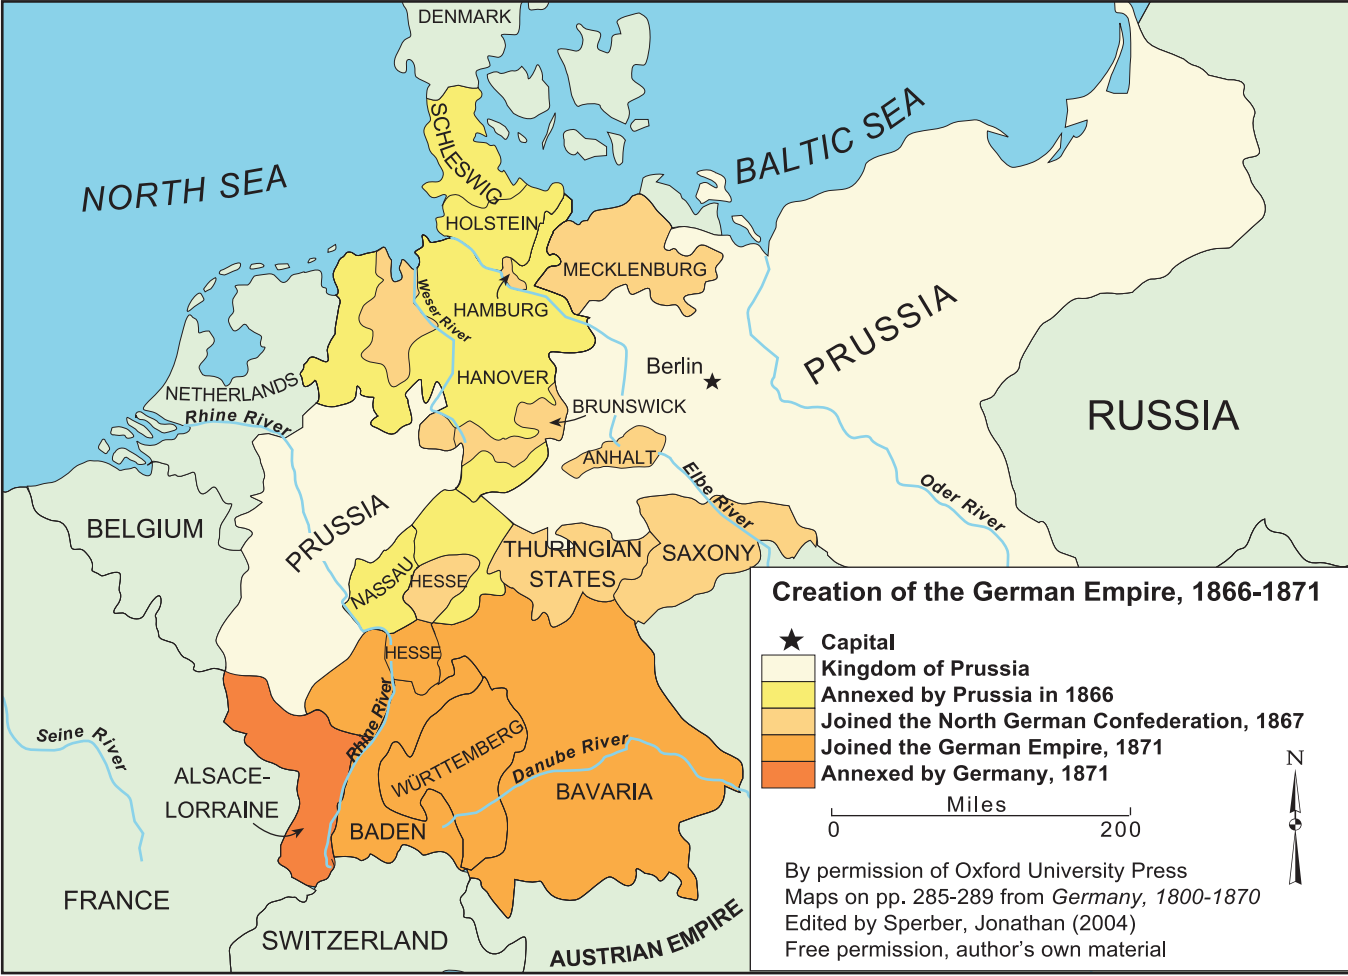 DENMARK
SCHLESWIG
NORTH SEA
BALTIC SEA
HOLSTEIN
MECKLENBURG
HAMBURG
Weser River
PRUSSIA
Berlin
HANOVER
NETHERLANDS
Rhine River
BRUNSWICK
RUSSIA
ANHALT
Elbe River
Oder River
BELGIUM
PRUSSIA
THURINGIAN
STATES
SAXONY
NASSAU
HESSE
HESSE
Rhine River
Seine River
ALSACE-
LORRAINE
WÜRTTEMBERG
Danube River
BAVARIA
BADEN
FRANCE
SWITZERLAND
AUSTRIAN EMPIRE
Creation of the German Empire, 1866-1871
Capital
Kingdom of Prussia
Annexed by Prussia in 1866
Joined the North German Confederation, 1867
Joined the German Empire, 1871
Annexed by Germany, 1871
N
Miles
0 200
By permission of Oxford University Press
Maps on pp. 285-289 from Germany, 1800-1870
Edited by Sperber, Jonathan (2004)
Free permission, author's own material